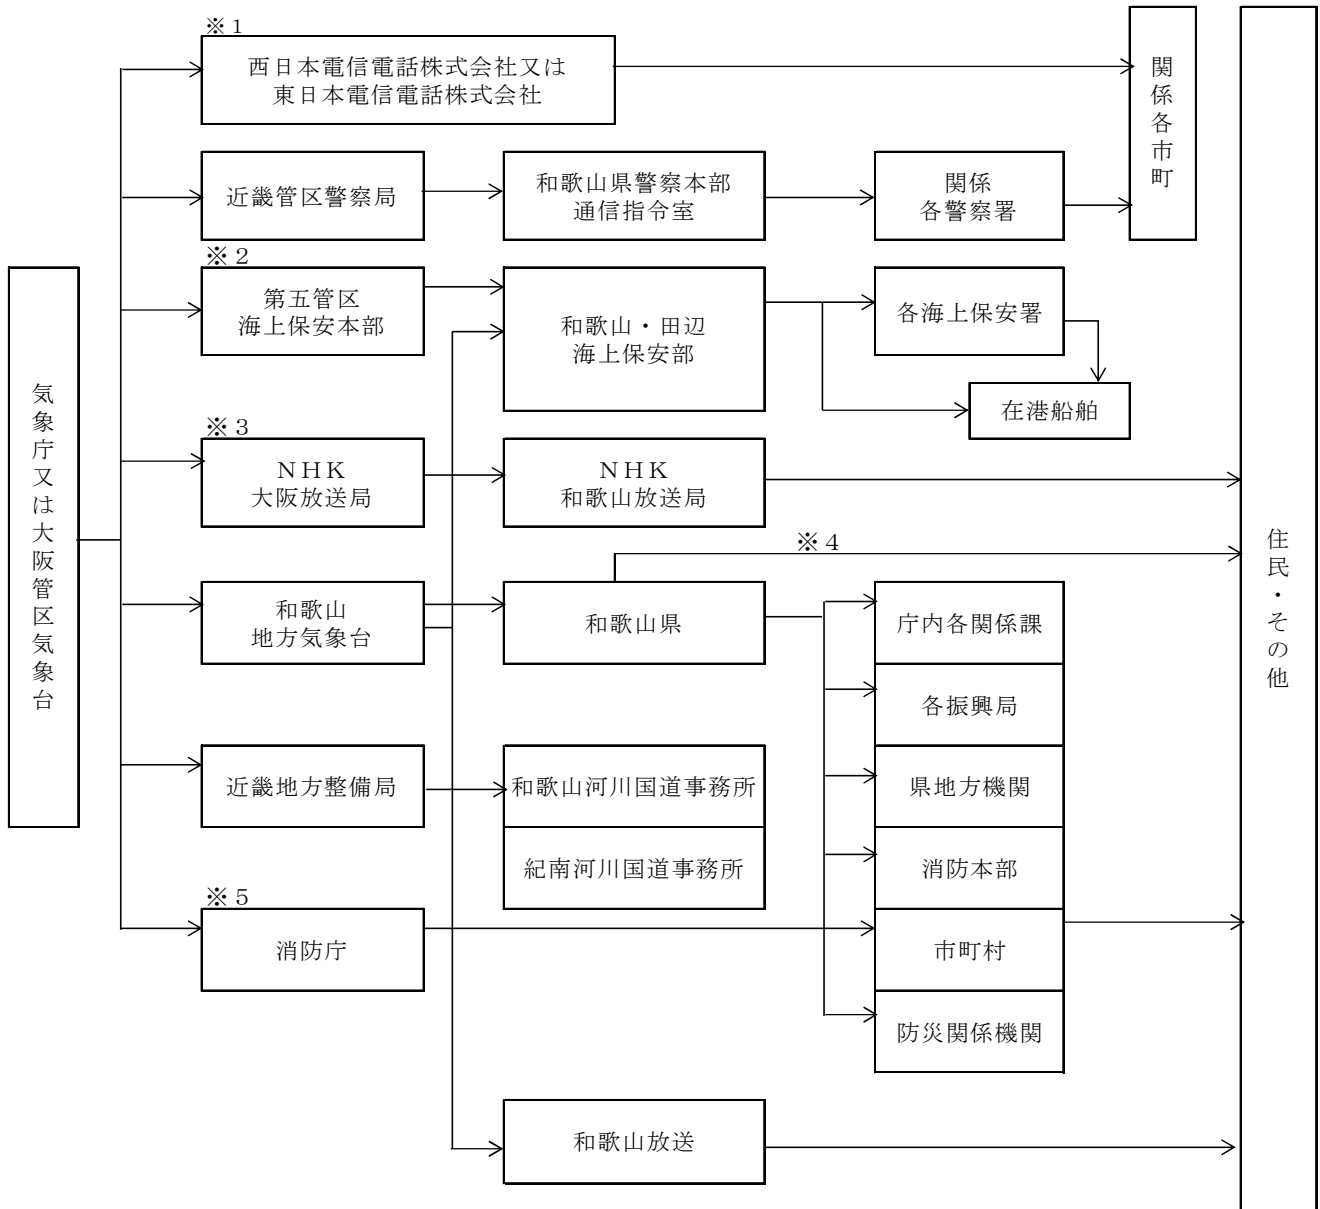 ※１
西日本電信電話株式会社又は
東日本電信電話株式会社
関係各市町
近畿管区警察局
和歌山県警察本部
通信指令室
関係
各警察署
※２
第五管区
海上保安本部
和歌山・田辺
海上保安部
各海上保安署
在港船舶
気象庁又は大阪管区気象台
※３
ＮＨＫ
大阪放送局
ＮＨＫ
和歌山放送局
※４
住民・その他
和歌山
地方気象台
和歌山県
庁内各関係課
各振興局
近畿地方整備局
和歌山河川国道事務所
県地方機関
紀南河川国道事務所
消防本部
※５
消防庁
市町村
防災関係機関
和歌山放送